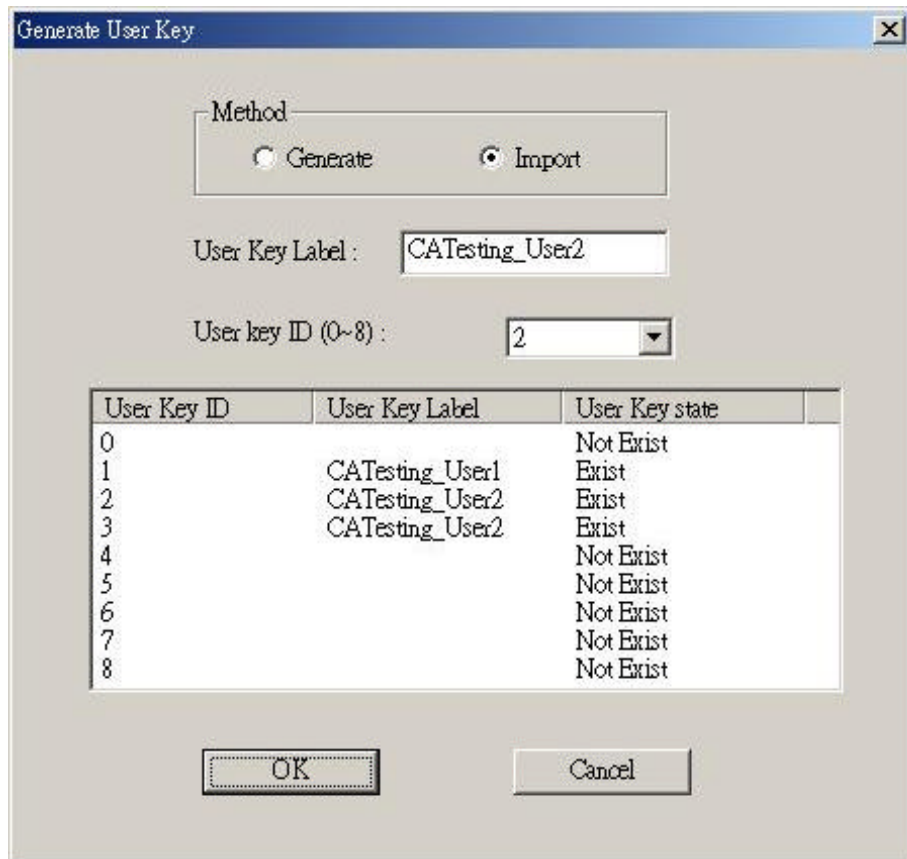 Generate User Key
Method
Generate Import
User Key Label : CATesting_User2
User key ID (0~8) : 2
User Key ID User Key Label User Key state
0 Not Exist
1 CATesting_User1 Exist
2 CATesting_User2 Exist
3 CATesting_User2 Exist
4 Not Exist
5 Not Exist
6 Not Exist
7 Not Exist
8 Not Exist
OK Cancel